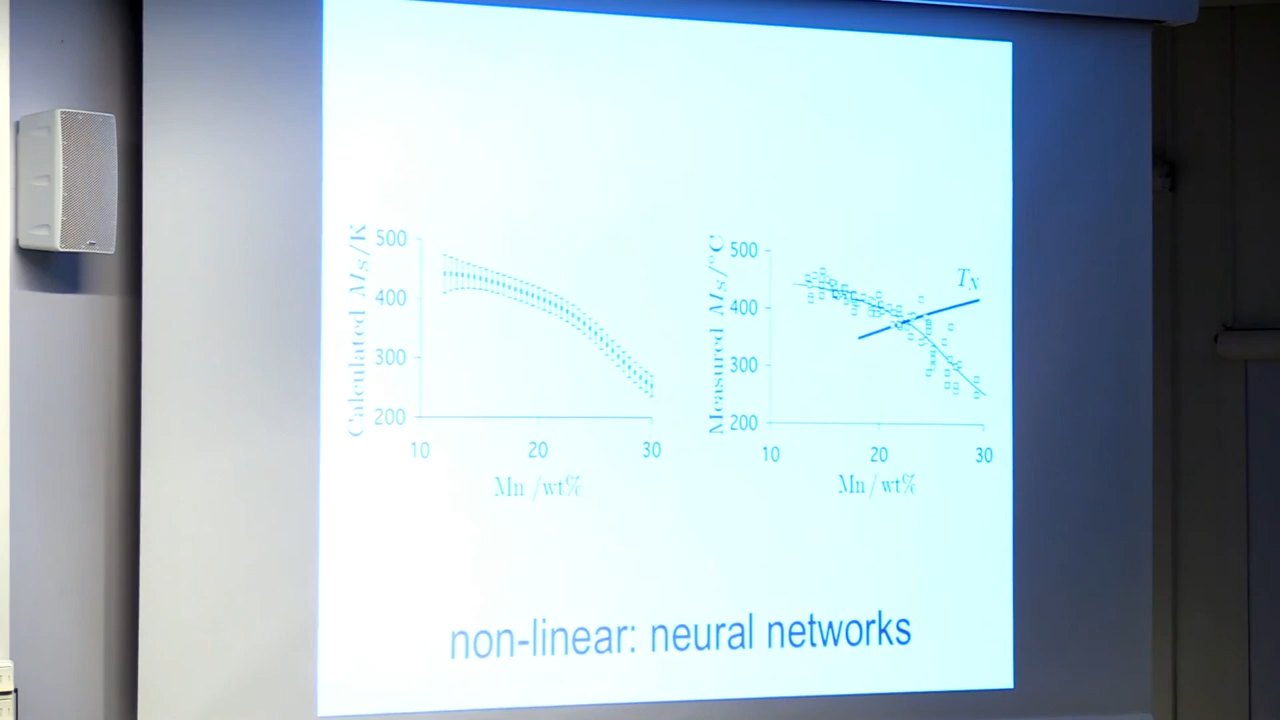 Calculated Ms/K
500
400
300
200
10 20 30
Mn /wt%
Measured Ms/°C
500
400
300
200
10 20 30
Mn /wt%
TN
non-linear: neural networks